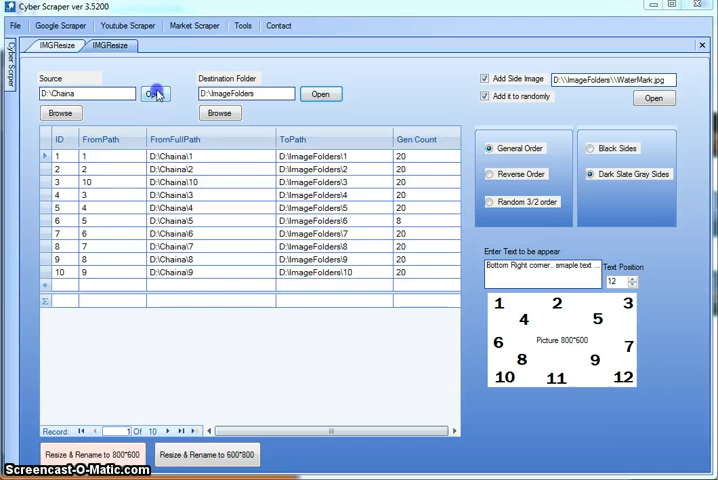 Cyber Scraper ver 3.5200
File Google Scraper Youtube Scraper Market Scraper Tools Contact
IMGResize IMGResize
Cyber Scrper
Source Destination Folder
D:\Chaina Open D:\ImageFolders Open
Browse Browse
Add Side Image D:\\ImageFolders\\WaterMark.jpg
Add it to randomly Open
ID FromPath FromFullPath ToPath Gen Count
1 1 D:\Chaina\1 D:\ImageFolders\1 20
2 2 D:\Chaina\2 D:\ImageFolders\2 20
3 10 D:\Chaina\10 D:\ImageFolders\3 20
4 3 D:\Chaina\3 D:\ImageFolders\4 20
5 4 D:\Chaina\4 D:\ImageFolders\5 20
6 5 D:\Chaina\5 D:\ImageFolders\6 8
7 6 D:\Chaina\6 D:\ImageFolders\7 20
8 7 D:\Chaina\7 D:\ImageFolders\8 20
9 8 D:\Chaina\8 D:\ImageFolders\9 20
10 9 D:\Chaina\9 D:\ImageFolders\10 20
Σ
General Order Black Sides
Reverse Order Dark Slate Gray Sides
Random 3/2 order
Enter Text to be appear
Bottom Right corner.. smaple text ... Text Position
12
1 2 3
4 5
6 Picture 800*600 7
8 9
10 11 12
Record: 1 Of 10
Resize & Rename to 800*600 Resize & Rename to 600*800
Screencast-O-Matic.com